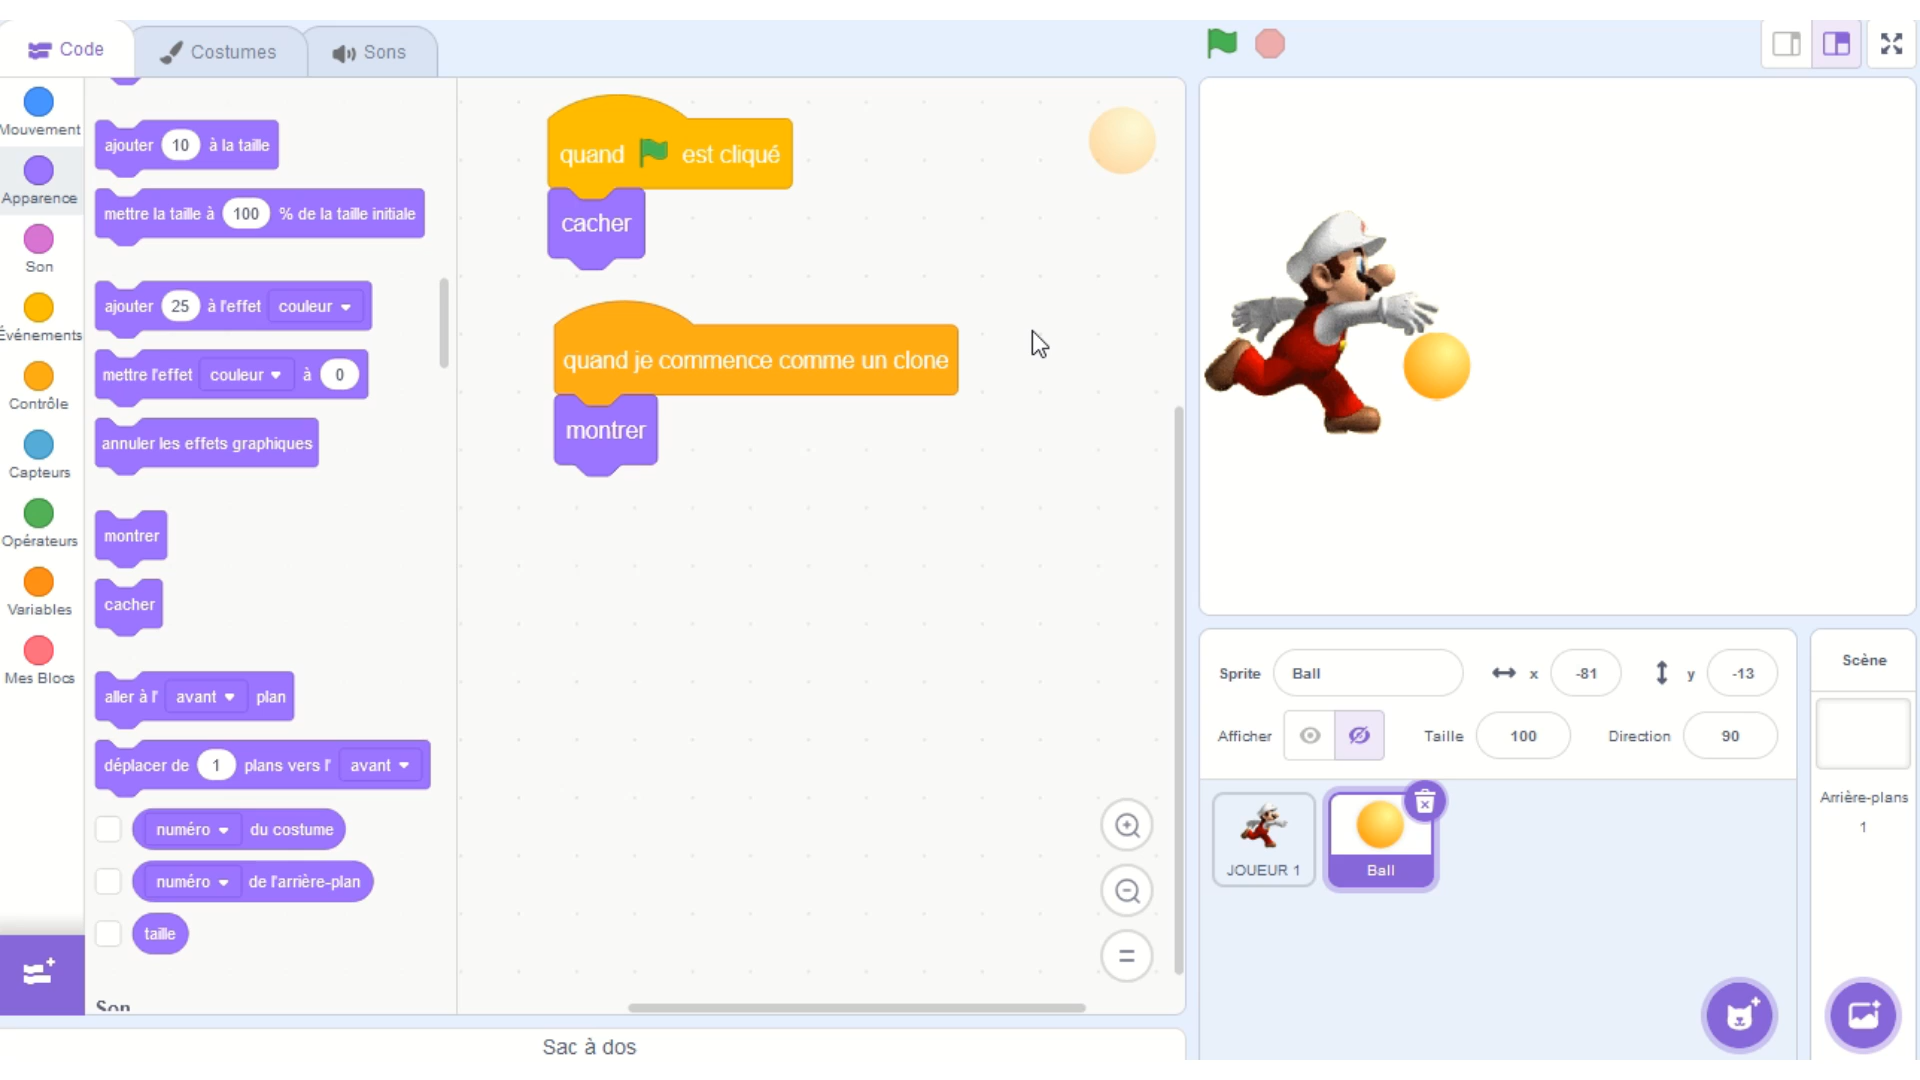 Code
Costumes
Sons
Mouvement
Apparence
Son
Événements
Contrôle
Capteurs
Opérateurs
Variables
Mes Blocs
ajouter 10 à la taille
mettre la taille à 100 % de la taille initiale
ajouter 25 à l'effet couleur
mettre l'effet couleur à 0
annuler les effets graphiques
montrer
cacher
aller à l' avant plan
déplacer de 1 plans vers l' avant
numéro du costume
numéro de l'arrière-plan
taille
Son
quand est cliqué
cacher
quand je commence comme un clone
montrer
Sac à dos
Sprite Ball x -81 y -13
Afficher Taille 100 Direction 90
JOUEUR 1
Ball
Scène
Arrière-plans
1